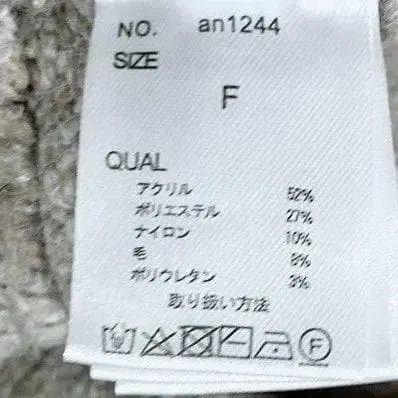 NO. an1244
SIZE
F
QUAL
アクリル 52%
ポリエステル 27%
ナイロン 10%
毛 8%
ポリウレタン 3%
取り扱い方法
F